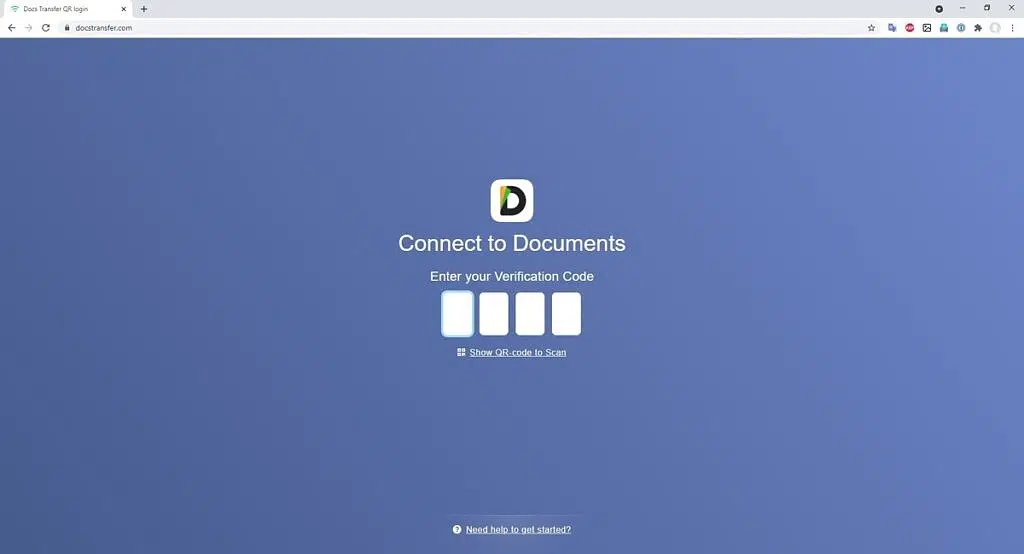 Docs Transfer QR login
docstransfer.com
D
Connect to Documents
Enter your Verification Code
Show QR-code to Scan
Need help to get started?